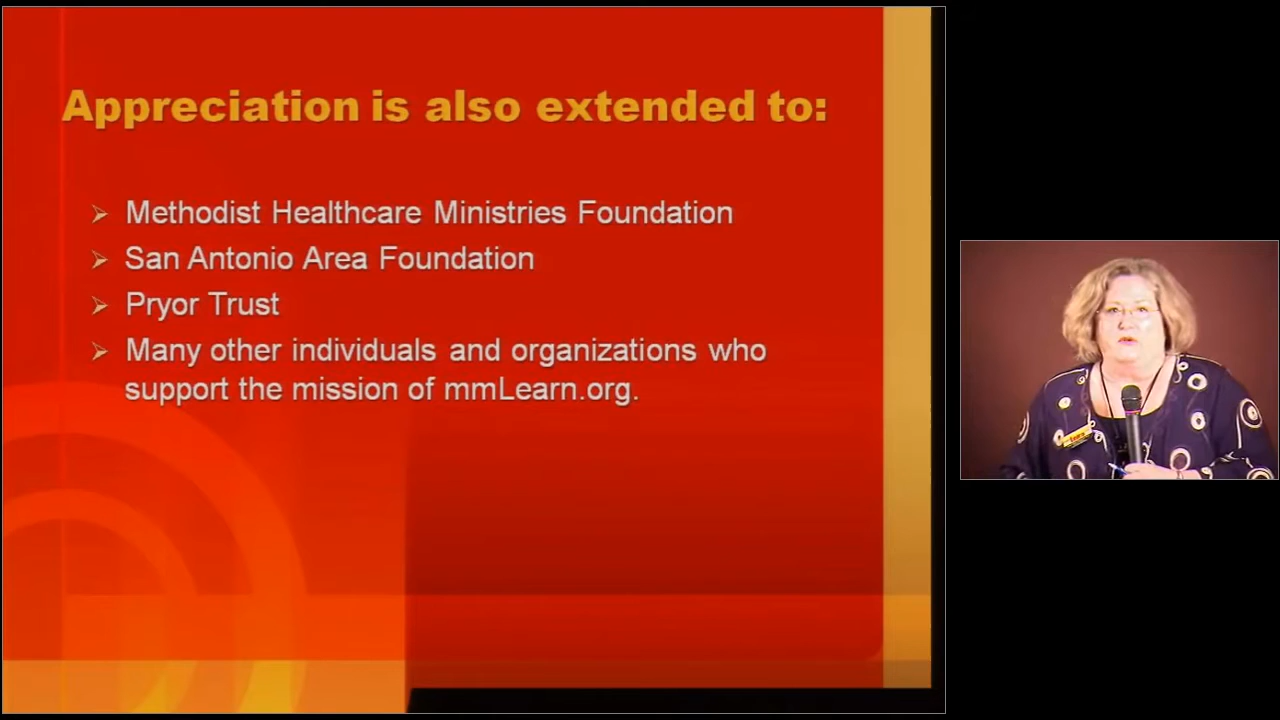 Appreciation is also extended to:
Methodist Healthcare Ministries Foundation
San Antonio Area Foundation
Pryor Trust
Many other individuals and organizations who
support the mission of mmLearn.org.